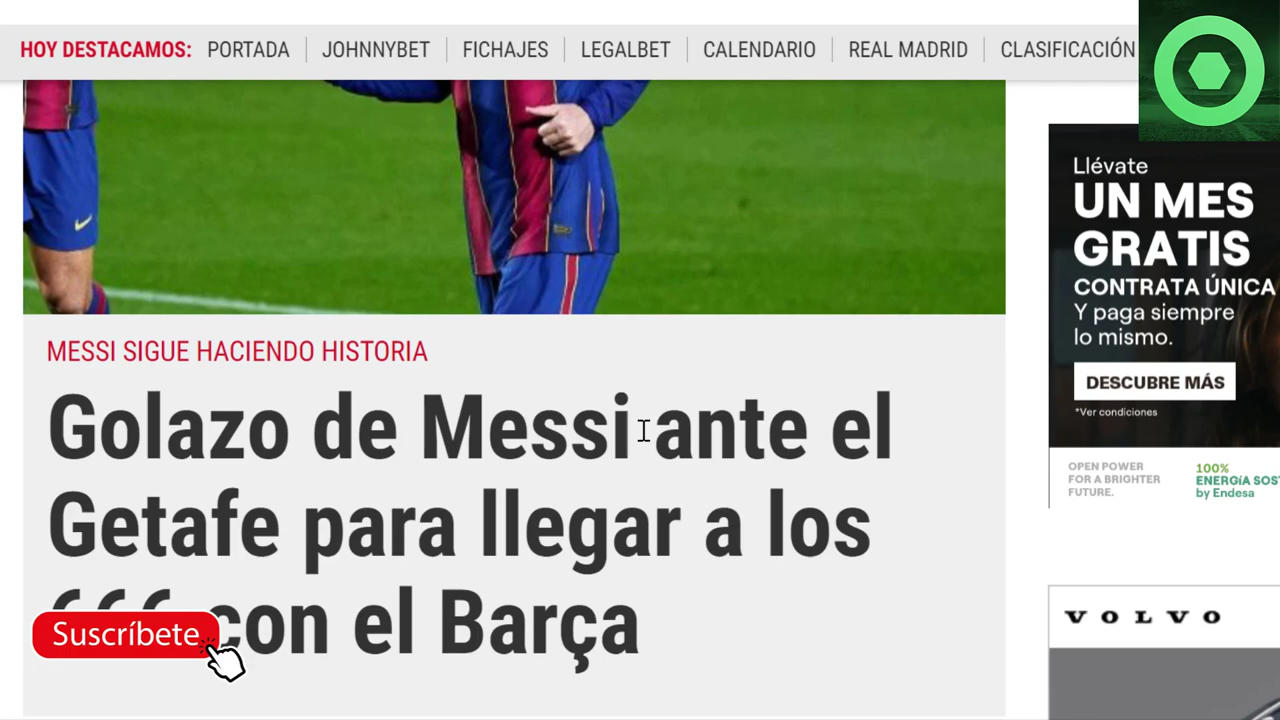 HOY DESTACAMOS: PORTADA JOHNNYBET FICHAJES LEGALBET CALENDARIO REAL MADRID CLASIFICACIÓN
MESSI SIGUE HACIENDO HISTORIA
Golazo de Messi ante el
Getafe para llegar a los
con el Barça
Suscríbete
Llévate
UN MES
GRATIS
CONTRATA ÚNICA
Y paga siempre
lo mismo.
DESCUBRE MÁS
*Ver condiciones
OPEN POWER
FOR A BRIGHTER
FUTURE.
100%
ENERGÍA SOS
by Endesa
VOLVO